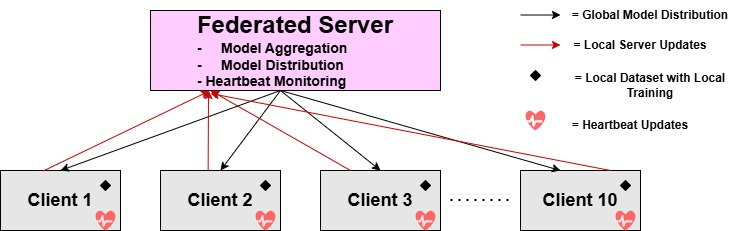 Federated Server
- Model Aggregation
- Model Distribution
- Heartbeat Monitoring
= Global Model Distribution
= Local Server Updates
= Local Dataset with Local
Training
= Heartbeat Updates
Client 1
Client 2
Client 3
........
Client 10